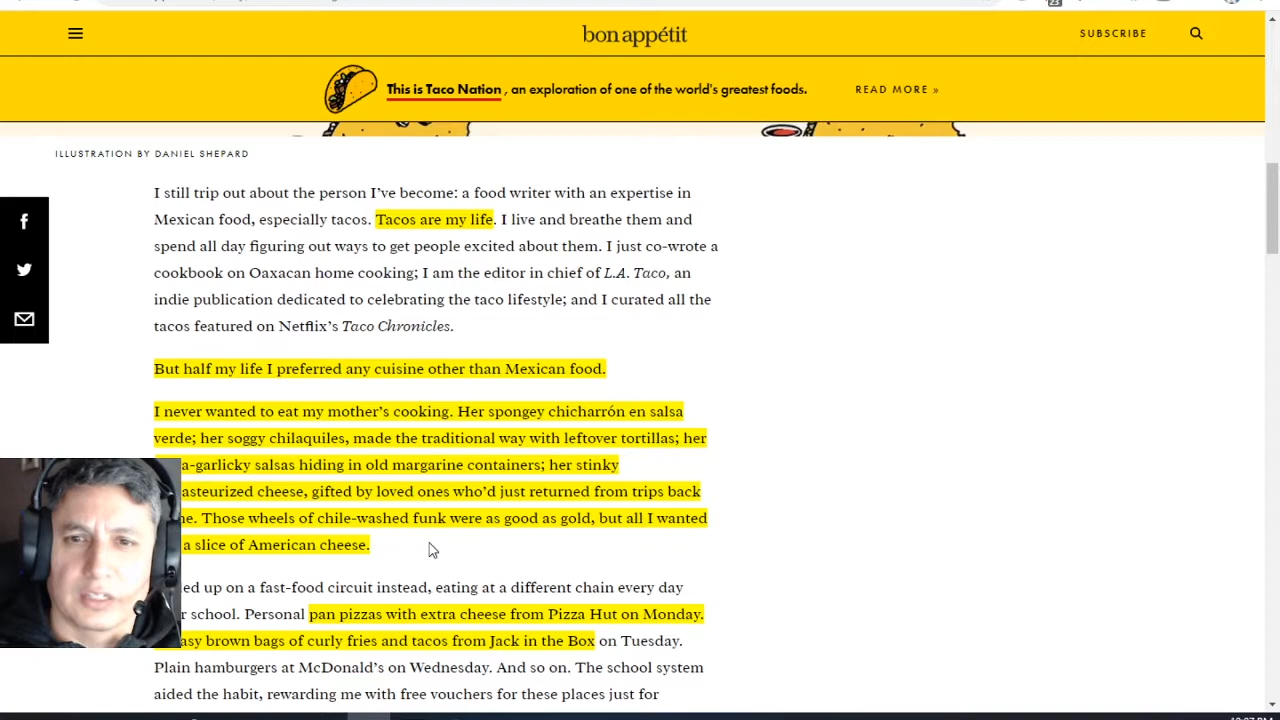 23
bon appétit
SUBSCRIBE
This is Taco Nation , an exploration of one of the world's greatest foods.
READ MORE »
ILLUSTRATION BY DANIEL SHEPARD
I still trip out about the person I've become: a food writer with an expertise in
Mexican food, especially tacos. Tacos are my life. I live and breathe them and
spend all day figuring out ways to get people excited about them. I just co-wrote a
cookbook on Oaxacan home cooking; I am the editor in chief of L.A. Taco, an
indie publication dedicated to celebrating the taco lifestyle; and I curated all the
tacos featured on Netflix's Taco Chronicles.
But half my life I preferred any cuisine other than Mexican food.
I never wanted to eat my mother's cooking. Her spongey chicharrón en salsa
verde; her soggy chilaquiles, made the traditional way with leftover tortillas; her
a-garlicky salsas hiding in old margarine containers; her stinky
asteurized cheese, gifted by loved ones who'd just returned from trips back
ne. Those wheels of chile-washed funk were as good as gold, but all I wanted
a slice of American cheese.
ed up on a fast-food circuit instead, eating at a different chain every day
r school. Personal pan pizzas with extra cheese from Pizza Hut on Monday.
asy brown bags of curly fries and tacos from Jack in the Box on Tuesday.
Plain hamburgers at McDonald's on Wednesday. And so on. The school system
aided the habit, rewarding me with free vouchers for these places just for